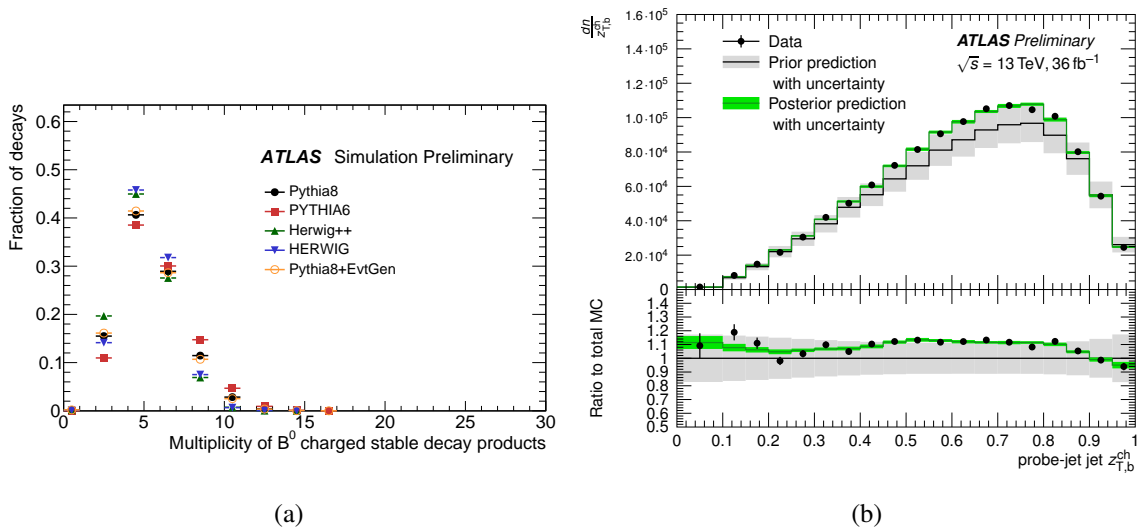 Fraction of decays
0.6
0.5
0.4
0.3
0.2
0.1
0
ATLAS Simulation Preliminary
Pythia8
PYTHIA6
Herwig++
HERWIG
Pythia8+EvtGen
0 5 10 15 20 25 30
Multiplicity of B⁰ charged stable decay products
(a)
dn
1.6·10⁵
1.4·10⁵
1.2·10⁵
1.0·10⁵
8.0·10⁴
6.0·10⁴
4.0·10⁴
2.0·10⁴
0
Data
Prior prediction
with uncertainty
Posterior prediction
with uncertainty
ATLAS Preliminary
√s = 13 TeV, 36 fb⁻¹
Ratio to total MC
1.4
1.3
1.2
1.1
1
0.9
0.8
0.7
0.6
0.5
0 0.1 0.2 0.3 0.4 0.5 0.6 0.7 0.8 0.9 1
probe-jet jet z_{T,b}^{ch}
(b)